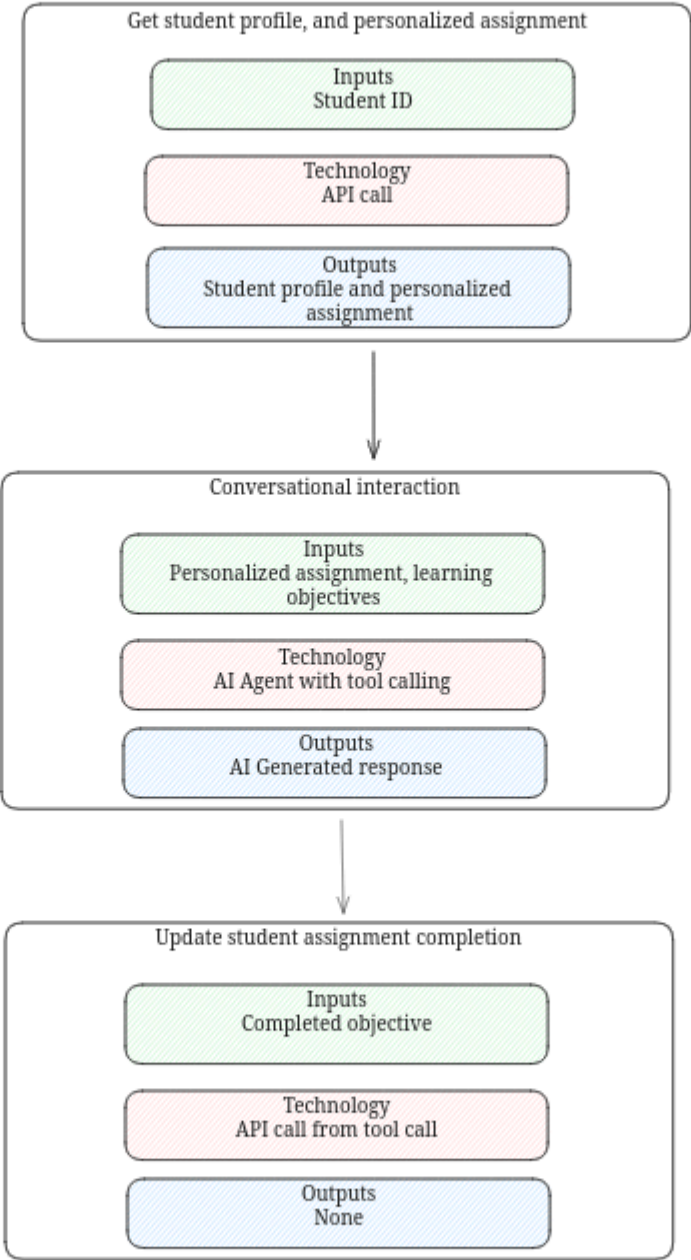 Get student profile, and personalized assignment
Inputs
Student ID
Technology
API call
Outputs
Student profile and personalized
assignment
Conversational interaction
Inputs
Personalized assignment, learning
objectives
Technology
AI Agent with tool calling
Outputs
AI Generated response
Update student assignment completion
Inputs
Completed objective
Technology
API call from tool call
Outputs
None